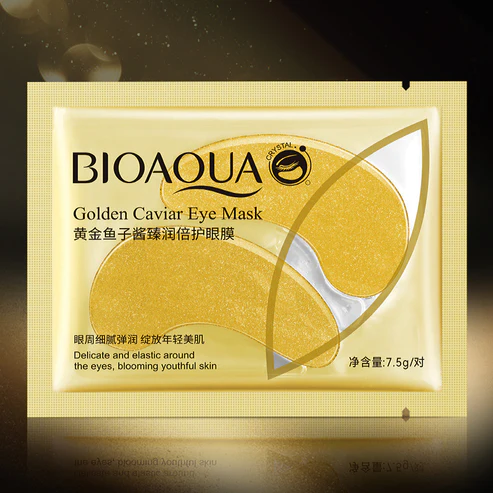 BIOAQUA
CRYSTAL
Golden Caviar Eye Mask
黄金鱼子酱臻润倍护眼膜
眼周细腻弹润 绽放年轻美肌
Delicate and elastic around
the eyes, blooming youthful skin
净含量:7.5g/对